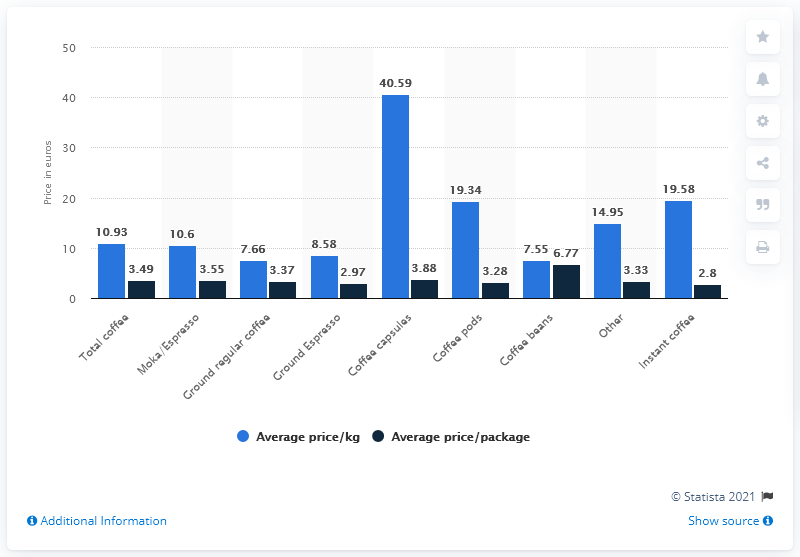 50
40
30
20
10
0
Price in euros
10.93
3.49
10.6
3.55
7.66
3.37
8.58
2.97
40.59
3.88
19.34
3.28
7.55
6.77
14.95
3.33
19.58
2.8
Total coffee
Moka/Espresso
Ground regular coffee
Ground Espresso
Coffee capsules
Coffee pods
Coffee beans
Other
Instant coffee
Average price/kg Average price/package
© Statista 2021
Additional Information Show source